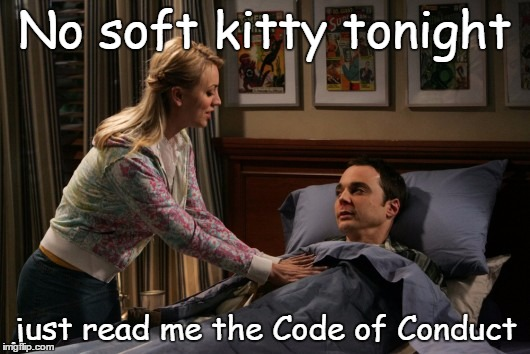 No soft kitty tonight
just read me the Code of Conduct
imgflip.com